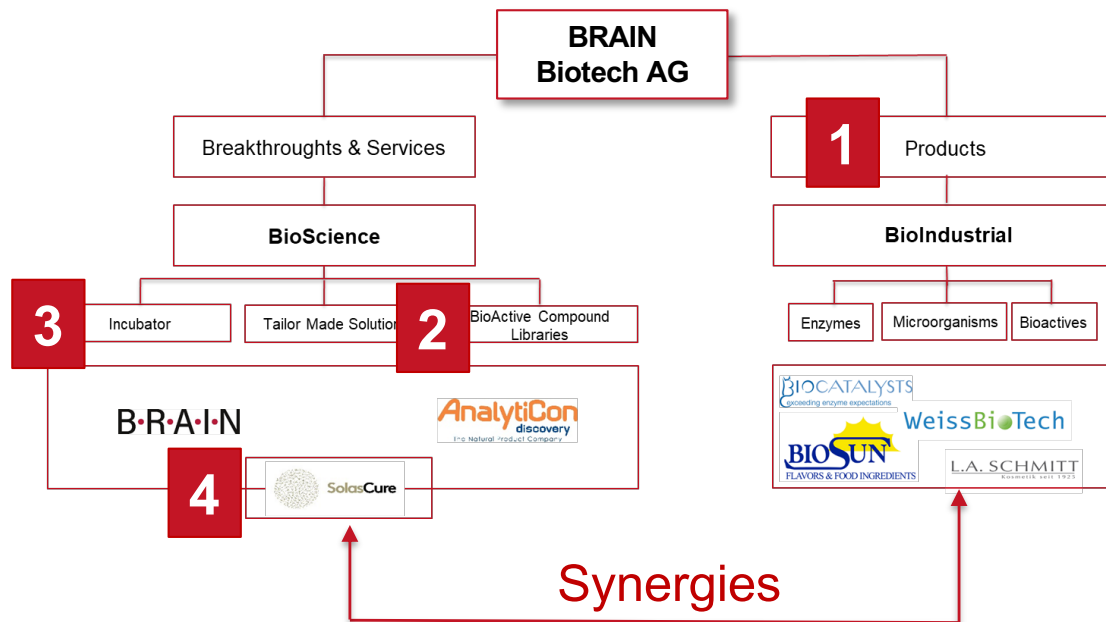 BRAIN
Biotech AG
Breakthroughts & Services
1
Products
BioScience
BioIndustrial
3
Incubator
Tailor Made Solution
2
BioActive Compound
Libraries
Enzymes
Microorganisms
Bioactives
B·R·A·I·N
AnalytiCon
discovery
The Natural Product Company
BIOCATALYSTS
exceeding enzyme expectations
WeissBioTech
BIOSUN
FLAVORS & FOOD INGREDIENTS
L.A. SCHMITT
Kosmetik seit 1925
4
SolasCure
Synergies